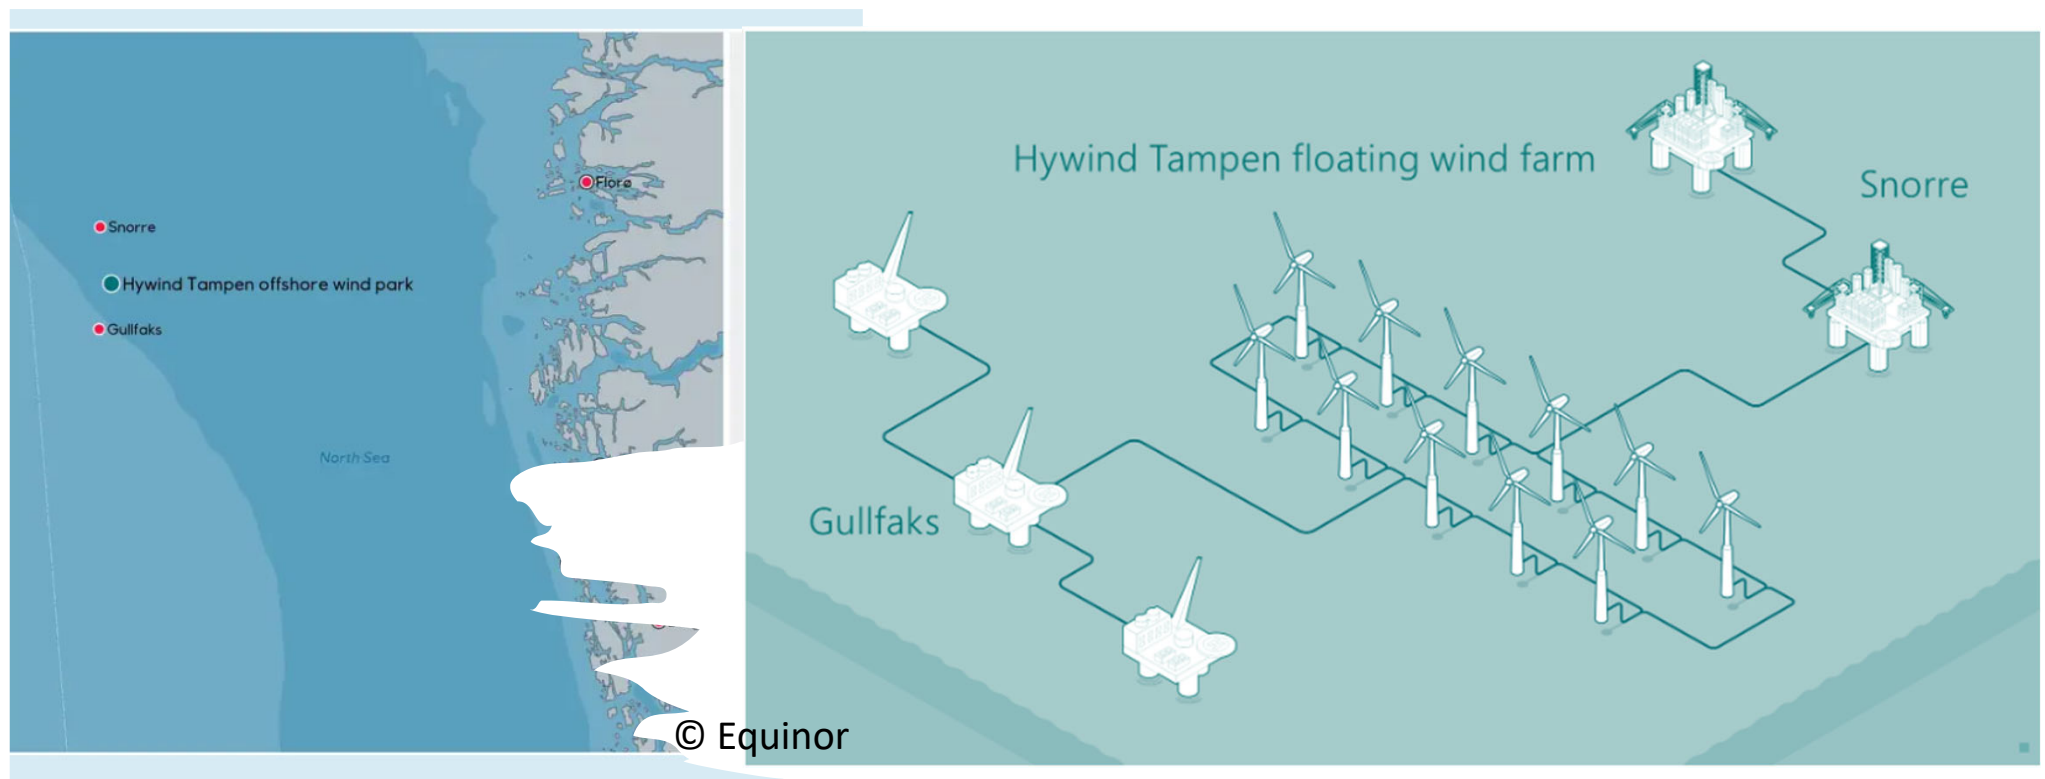 Florø
Snorre
Hywind Tampen offshore wind park
Gullfaks
North Sea
Hywind Tampen floating wind farm
Snorre
Gullfaks
© Equinor